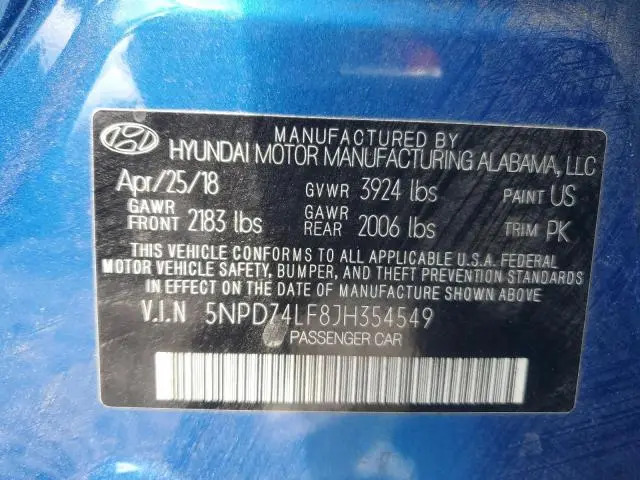 MANUFACTURED BY
HYUNDAI MOTOR MANUFACTURING ALABAMA, LLC
Apr/25/18 GVWR 3924 lbs PAINT US
GAWR FRONT 2183 lbs GAWR REAR 2006 lbs TRIM PK
THIS VEHICLE CONFORMS TO ALL APPLICABLE U.S.A. FEDERAL
MOTOR VEHICLE SAFETY, BUMPER, AND THEFT PREVENTION STANDARDS
IN EFFECT ON THE DATE OF MANUFACTURE SHOWN ABOVE.
V.I.N 5NPD74LF8JH354549
PASSENGER CAR